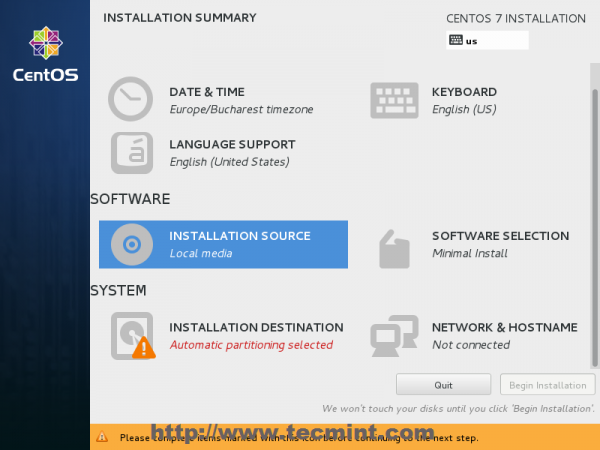 CentOS
INSTALLATION SUMMARY
CENTOS 7 INSTALLATION
us
DATE & TIME
Europe/Bucharest timezone
KEYBOARD
English (US)
LANGUAGE SUPPORT
English (United States)
SOFTWARE
INSTALLATION SOURCE
Local media
SOFTWARE SELECTION
Minimal Install
SYSTEM
INSTALLATION DESTINATION
Automatic partitioning selected
NETWORK & HOSTNAME
Not connected
Quit
Begin Installation
We won't touch your disks until you click 'Begin Installation'.
Please complete items marked with this icon before continuing to the next step.
http://www.tecmint.com